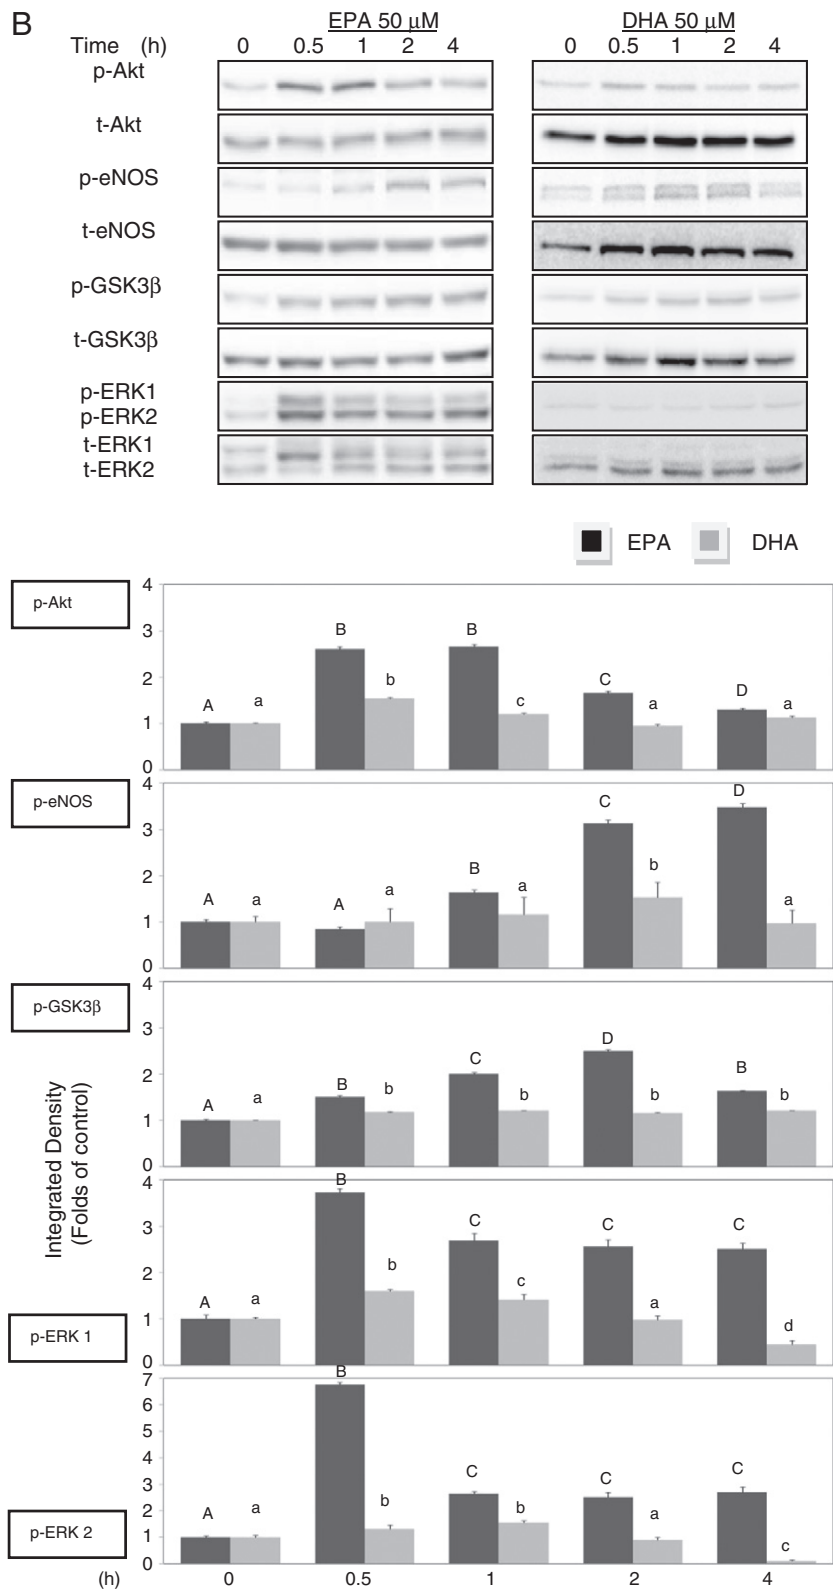 B
EPA 50 μM DHA 50 μM
Time (h) 0 0.5 1 2 4 0 0.5 1 2 4
p-Akt
t-Akt
p-eNOS
t-eNOS
p-GSK3β
t-GSK3β
p-ERK1
p-ERK2
t-ERK1
t-ERK2
EPA DHA
p-Akt
4
3
2
1
0
A a B b B c C a D a
p-eNOS
4
3
2
1
0
A a A a B a C b D a
p-GSK3β
4
3
2
1
0
A a B b C b D b B b
Integrated Density
(Folds of control)
p-ERK 1
4
3
2
1
0
A a B b C c C a C d
p-ERK 2
7
6
5
4
3
2
1
0
A a B b C b C a C c
(h) 0 0.5 1 2 4